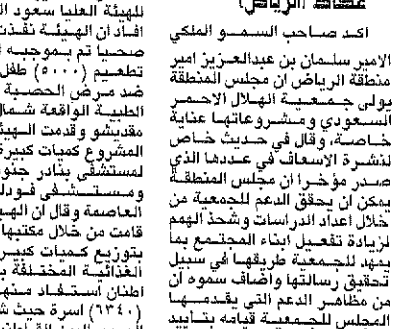 عكاظ (الرياض)
اكد صاحب السمو الملكي
الامير سلمان بن عبدالعزيز امير
منطقة الرياض ان مجلس المنطقة
يولي جمعية الهلال الاحمر
السعودي ومشروعاتها عناية
خاصة، وقال في حديث خاص
لنشرة الاسعاف في عددها الذي
صدر مؤخرا ان مجلس المنطقة
يمكن ان يحقق الدعم للجمعية من
خلال اعداد الدراسات وشحذ الهمم
لزيادة تفعيل ابناء المجتمع بما
يمهد للجمعية طريقها في سبيل
تحقيق رسالتها واضاف سموه ان
من مظاهر الدعم التي يقدمها
المجلس للجمعية قيامه بتأييد
للهيئة العليا سعود
افاد ان الهيئة نفذت
صحيا تم بموجبه
تطعيم (٥٠٠٠) طفل
ضد مرض الحصبة
الطبية الواقعة شمال
مقديشو وقدمت الهيئة
المشروع كميات كبيرة
لمستشفى بنادر
ومستشفى
العاصمة وقال ان
قامت من خلال مكتبها
بتوزيع كميات
الغذائية المختلفة
اطنان استفاد منها
(٦٣٤٠) اسرة حيث